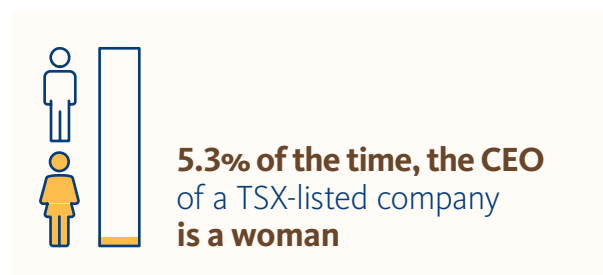 5.3% of the time, the CEO
of a TSX-listed company
is a woman